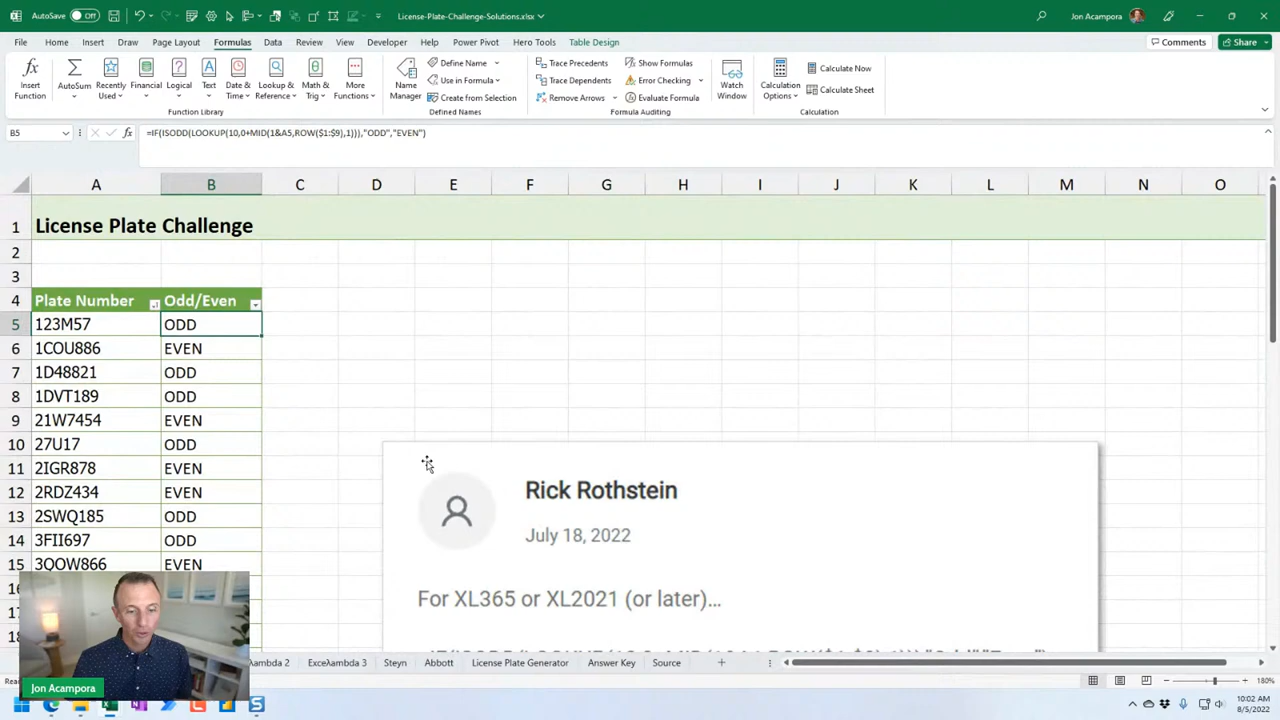 AutoSave Off
License-Plate-Challenge-Solutions.xlsx
Jon Acampora
File Home Insert Draw Page Layout Formulas Data Review View Developer Help Power Pivot Hero Tools Table Design
Comments Share
Insert Function
AutoSum
Recently Used
Financial
Logical
Text
Date & Time
Lookup & Reference
Math & Trig
More Functions
Function Library
Name Manager
Define Name
Use in Formula
Create from Selection
Defined Names
Trace Precedents
Trace Dependents
Remove Arrows
Show Formulas
Error Checking
Evaluate Formula
Formula Auditing
Watch Window
Calculation Options
Calculate Now
Calculate Sheet
Calculation
B5 fx =IF(ISODD(LOOKUP(10,0+MID(1&A5,ROW($1:$9),1))),"ODD","EVEN")
A B C D E F G H I J K L M N O
1 License Plate Challenge
2
3
4 Plate Number Odd/Even
5 123M57 ODD
6 1COU886 EVEN
7 1D48821 ODD
8 1DVT189 ODD
9 21W7454 EVEN
10 27U17 ODD
11 2IGR878 EVEN
12 2RDZ434 EVEN
13 2SWQ185 ODD
14 3FII697 ODD
15 3QOW866 EVEN
Rick Rothstein
July 18, 2022
For XL365 or XL2021 (or later)...
ambda 2 ExceAmbda 3 Steyn Abbott License Plate Generator Answer Key Source
180%
Jon Acampora
10:02 AM
8/5/2022